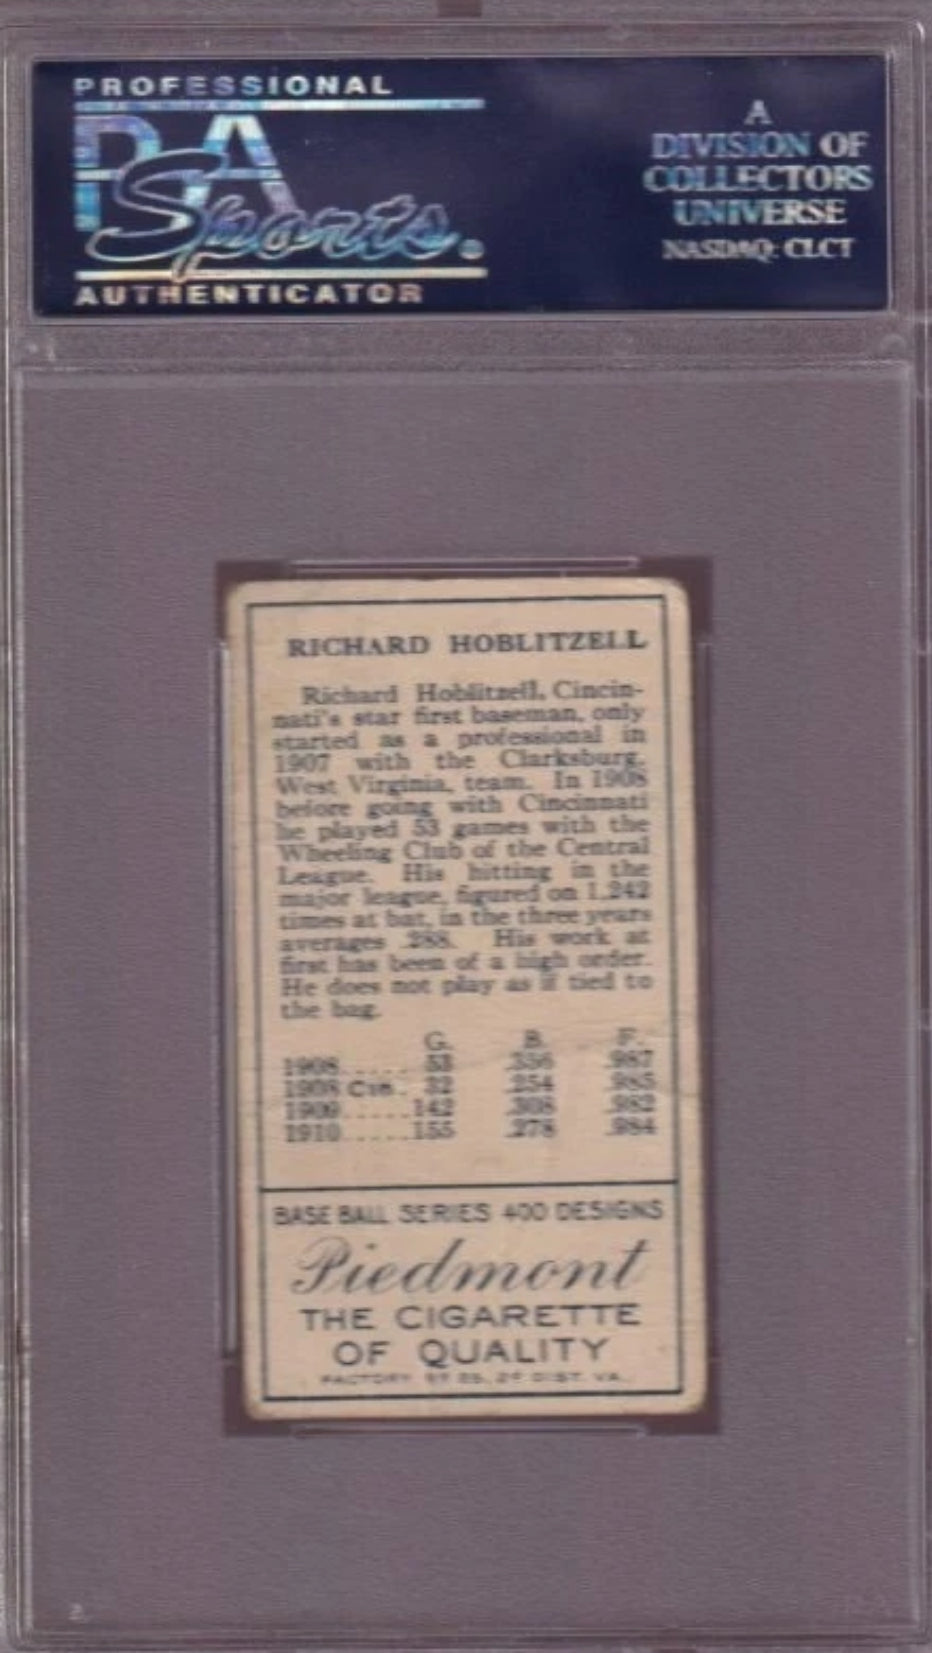 PROFESSIONAL
PSA
Sports
AUTHENTICATOR
A
DIVISION OF
COLLECTORS
UNIVERSE
NASDAQ: CLCT
RICHARD HOBLITZELL
Richard Hoblitzell, Cincin-
nati's star first baseman, only
started as a professional in
1907 with the Clarksburg,
West Virginia, team. In 1908
before going with Cincinnati
he played 53 games with the
Wheeling Club of the Central
League. His hitting in the
major league, figured on 1,242
times at bat, in the three years
averages .288. His work at
first has been of a high order.
He does not play as if tied to
the bag.
G. B. F.
1908..... 53 .356 .987
1908 Cin. 32 .254 .985
1909.....142 .308 .982
1910.....155 .278 .984
BASE BALL SERIES 400 DESIGNS
Piedmont
THE CIGARETTE
OF QUALITY
FACTORY Nº 25, 2º DIST. VA.